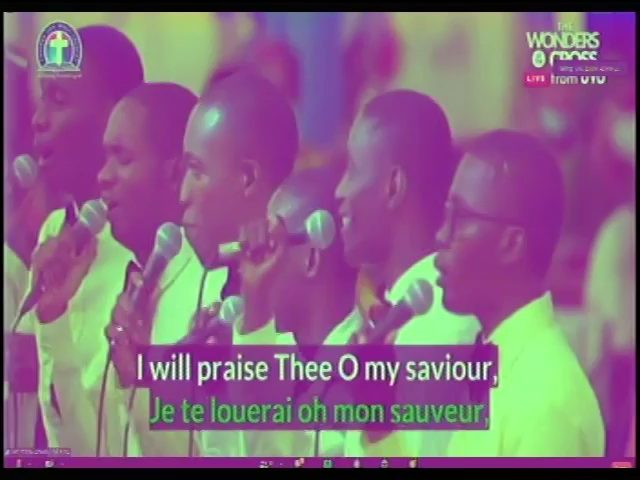 THE
WONDERS
CROSS
LIVE from UYO
I will praise Thee O my saviour,
Je te louerai oh mon sauveur,